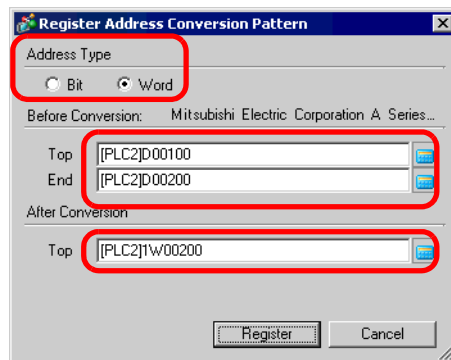 Register Address Conversion Pattern
Address Type
Bit Word
Before Conversion: Mitsubishi Electric Corporation A Series...
Top [PLC2]D00100
End [PLC2]D00200
After Conversion
Top [PLC2]1W00200
Register Cancel